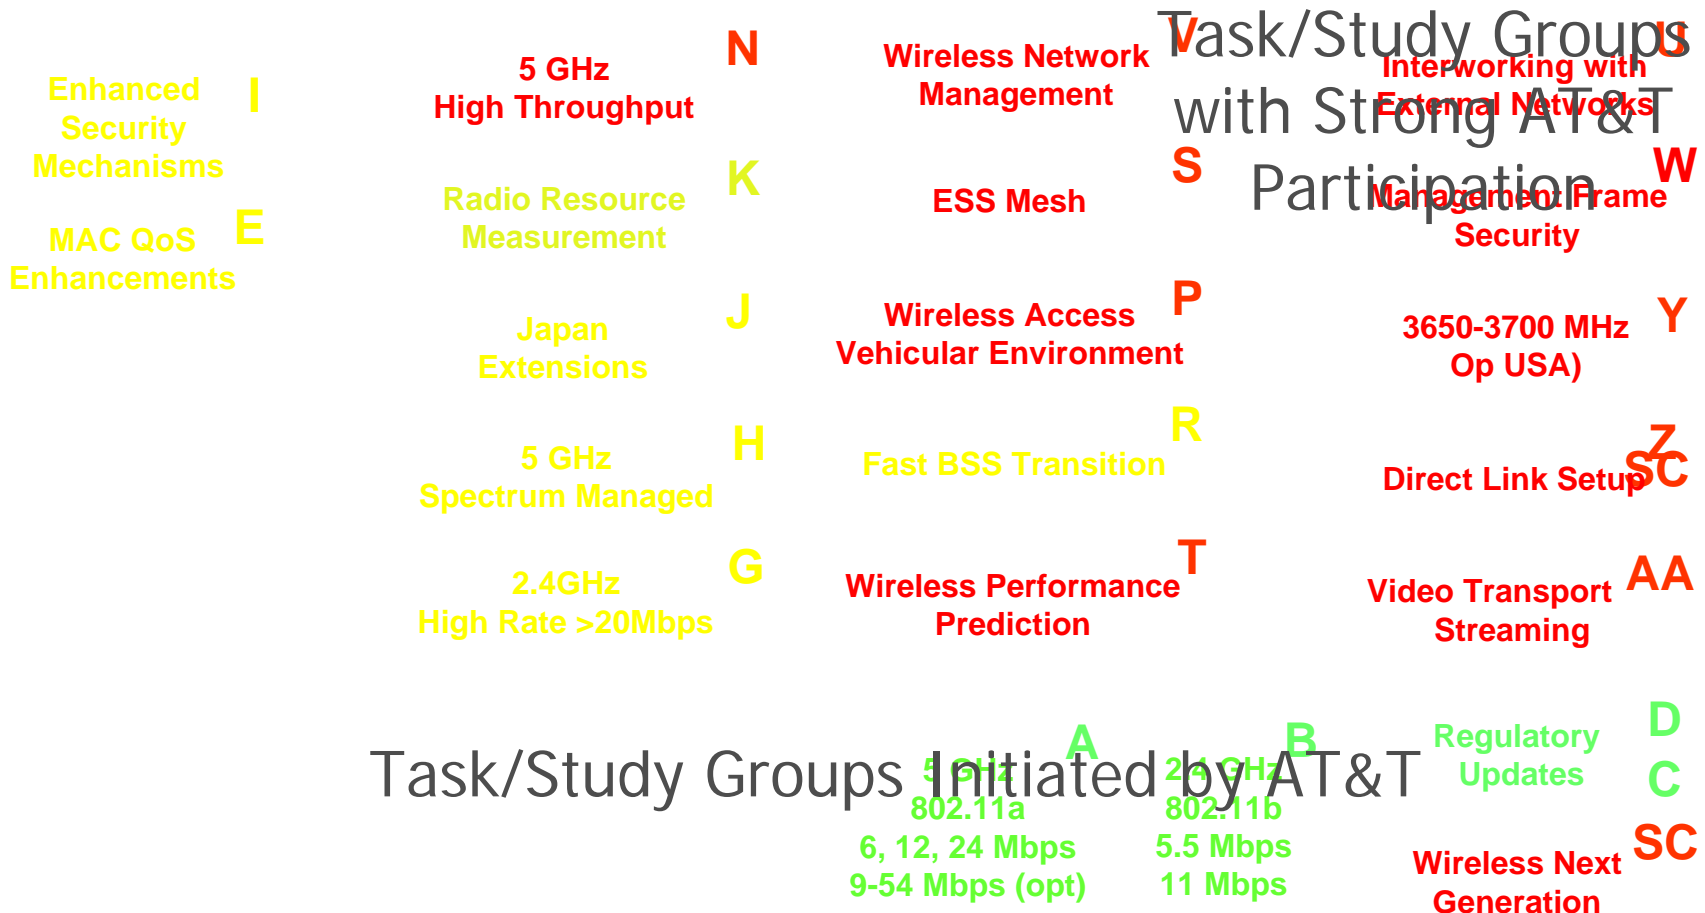 Task/Study Groups
with Strong AT&T
Participation
I
Enhanced
Security
Mechanisms
E
MAC QoS
Enhancements
N
5 GHz
High Throughput
K
Radio Resource
Measurement
J
Japan
Extensions
H
5 GHz
Spectrum Managed
G
2.4GHz
High Rate >20Mbps
V
Wireless Network
Management
S
ESS Mesh
P
Wireless Access
Vehicular Environment
R
Fast BSS Transition
T
Wireless Performance
Prediction
U
Interworking with
External Networks
W
Management Frame
Security
Y
3650-3700 MHz
Op USA)
Z
SC
Direct Link Setup
AA
Video Transport
Streaming
Task/Study Groups Initiated by AT&T
A
5 GHz
802.11a
6, 12, 24 Mbps
9-54 Mbps (opt)
B
2.4 GHz
802.11b
5.5 Mbps
11 Mbps
D
Regulatory
Updates
C
SC
Wireless Next
Generation